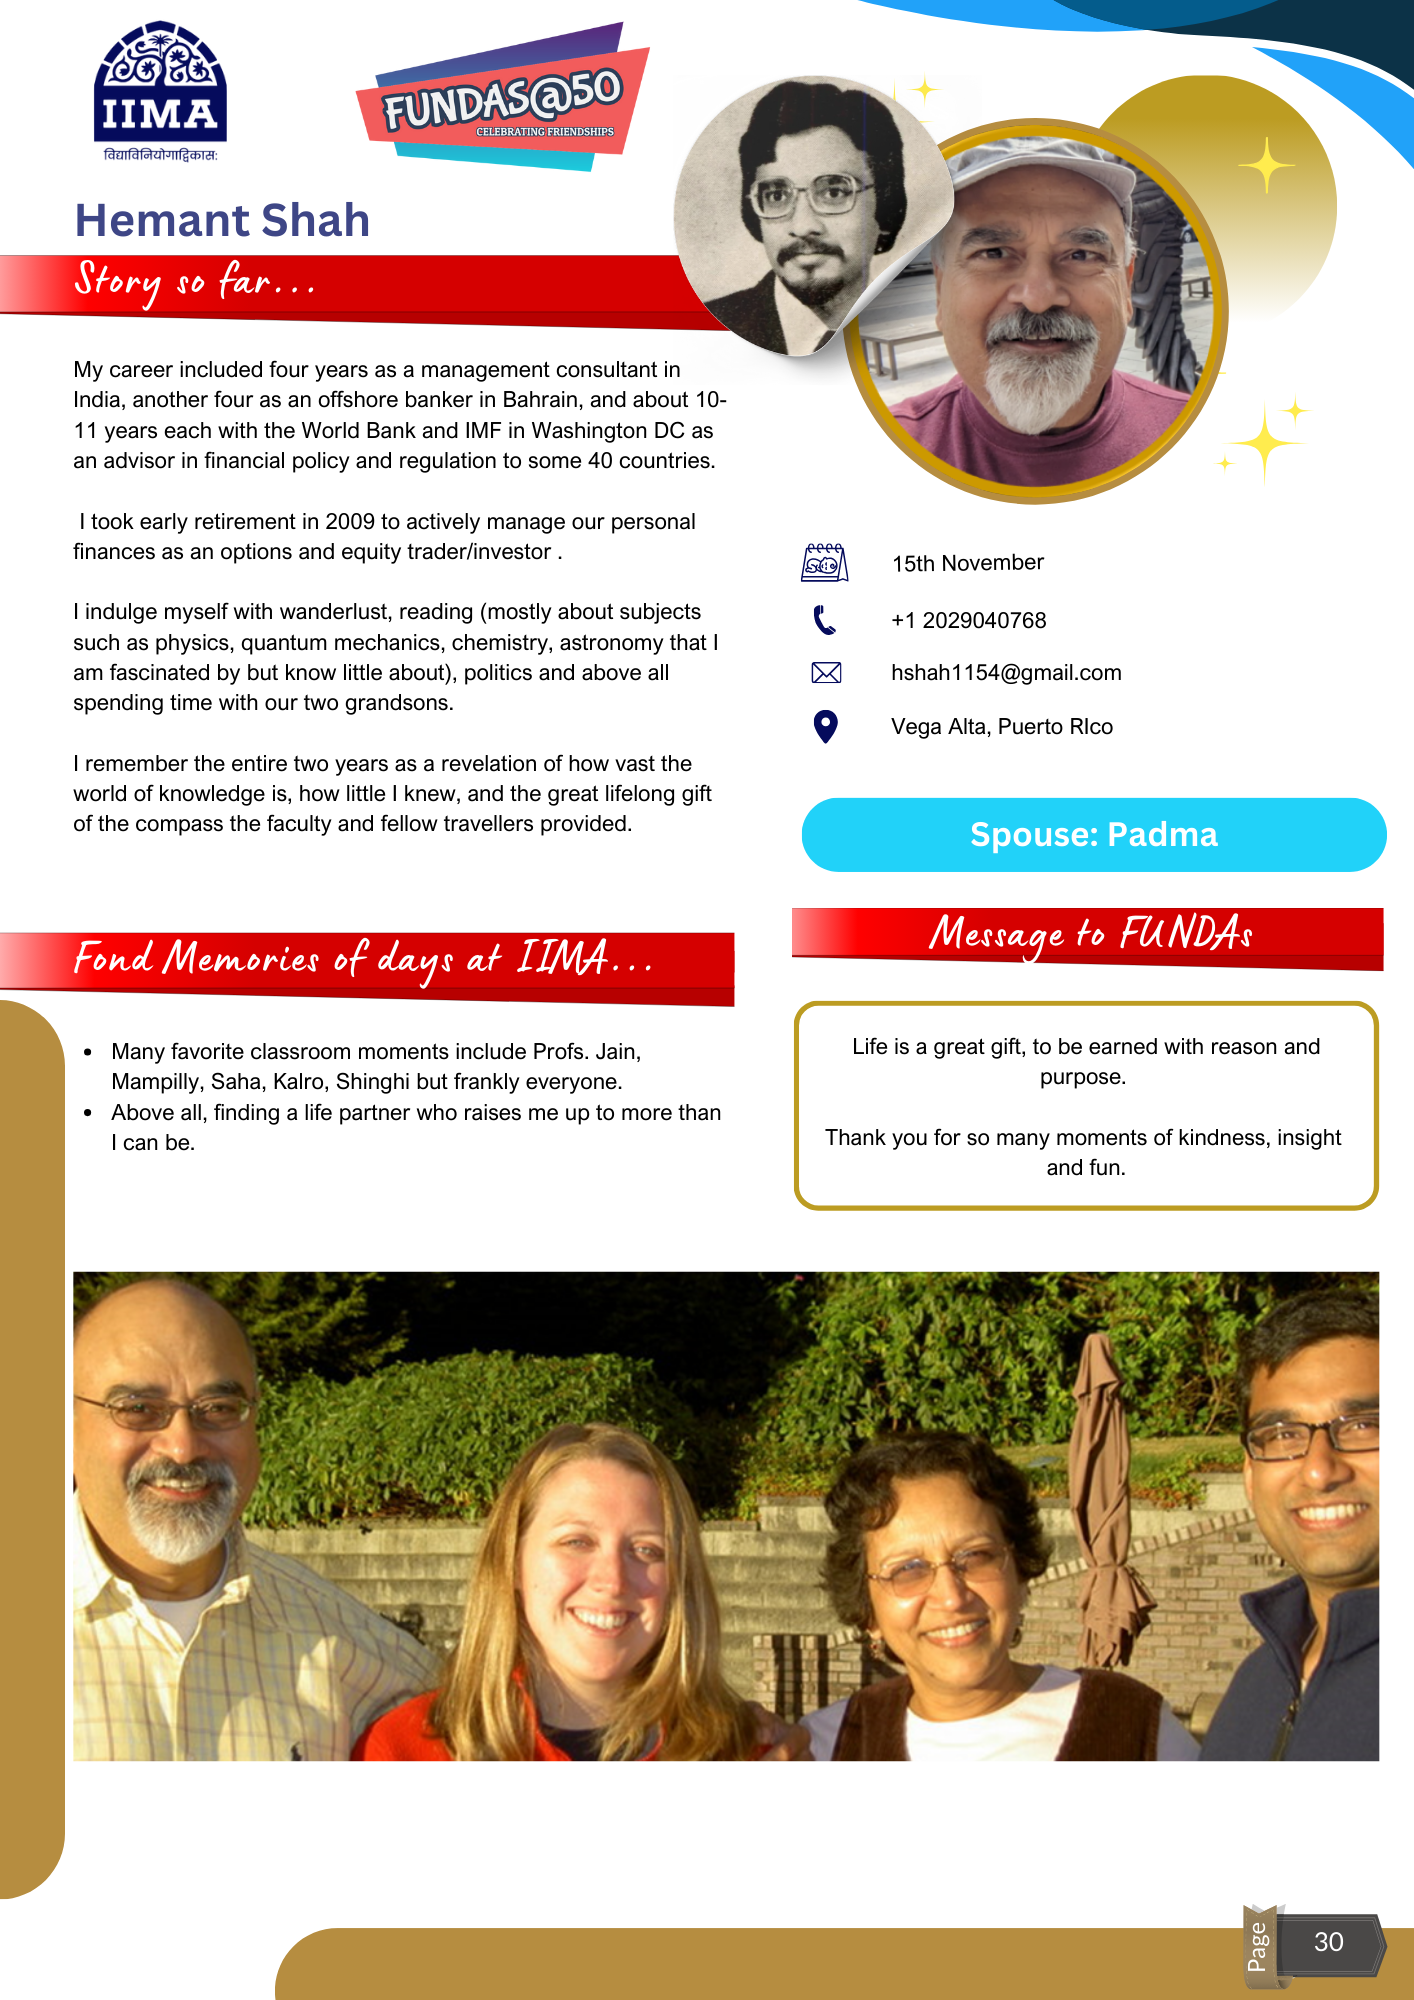 IIMA
विद्याविनियोगाद्विकासः
FUNDAS@50
CELEBRATING FRIENDSHIPS
Hemant Shah
Story so far...
My career included four years as a management consultant in
India, another four as an offshore banker in Bahrain, and about 10-
11 years each with the World Bank and IMF in Washington DC as
an advisor in financial policy and regulation to some 40 countries.
I took early retirement in 2009 to actively manage our personal
finances as an options and equity trader/investor .
I indulge myself with wanderlust, reading (mostly about subjects
such as physics, quantum mechanics, chemistry, astronomy that I
am fascinated by but know little about), politics and above all
spending time with our two grandsons.
I remember the entire two years as a revelation of how vast the
world of knowledge is, how little I knew, and the great lifelong gift
of the compass the faculty and fellow travellers provided.
15th November
+1 2029040768
hshah1154@gmail.com
Vega Alta, Puerto RIco
Spouse: Padma
Fond Memories of days at IIMA...
• Many favorite classroom moments include Profs. Jain,
Mampilly, Saha, Kalro, Shinghi but frankly everyone.
• Above all, finding a life partner who raises me up to more than
I can be.
Message to FUNDAs
Life is a great gift, to be earned with reason and
purpose.
Thank you for so many moments of kindness, insight
and fun.
Page
30